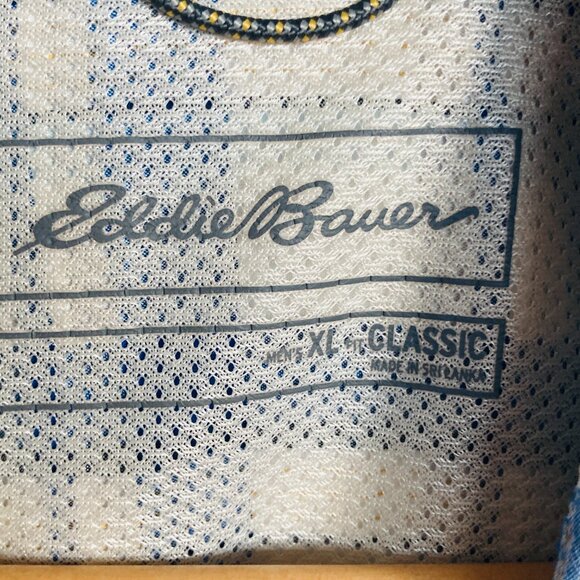 Eddie Bauer
MEN'S XL FIT CLASSIC
MADE IN SRI LANKA